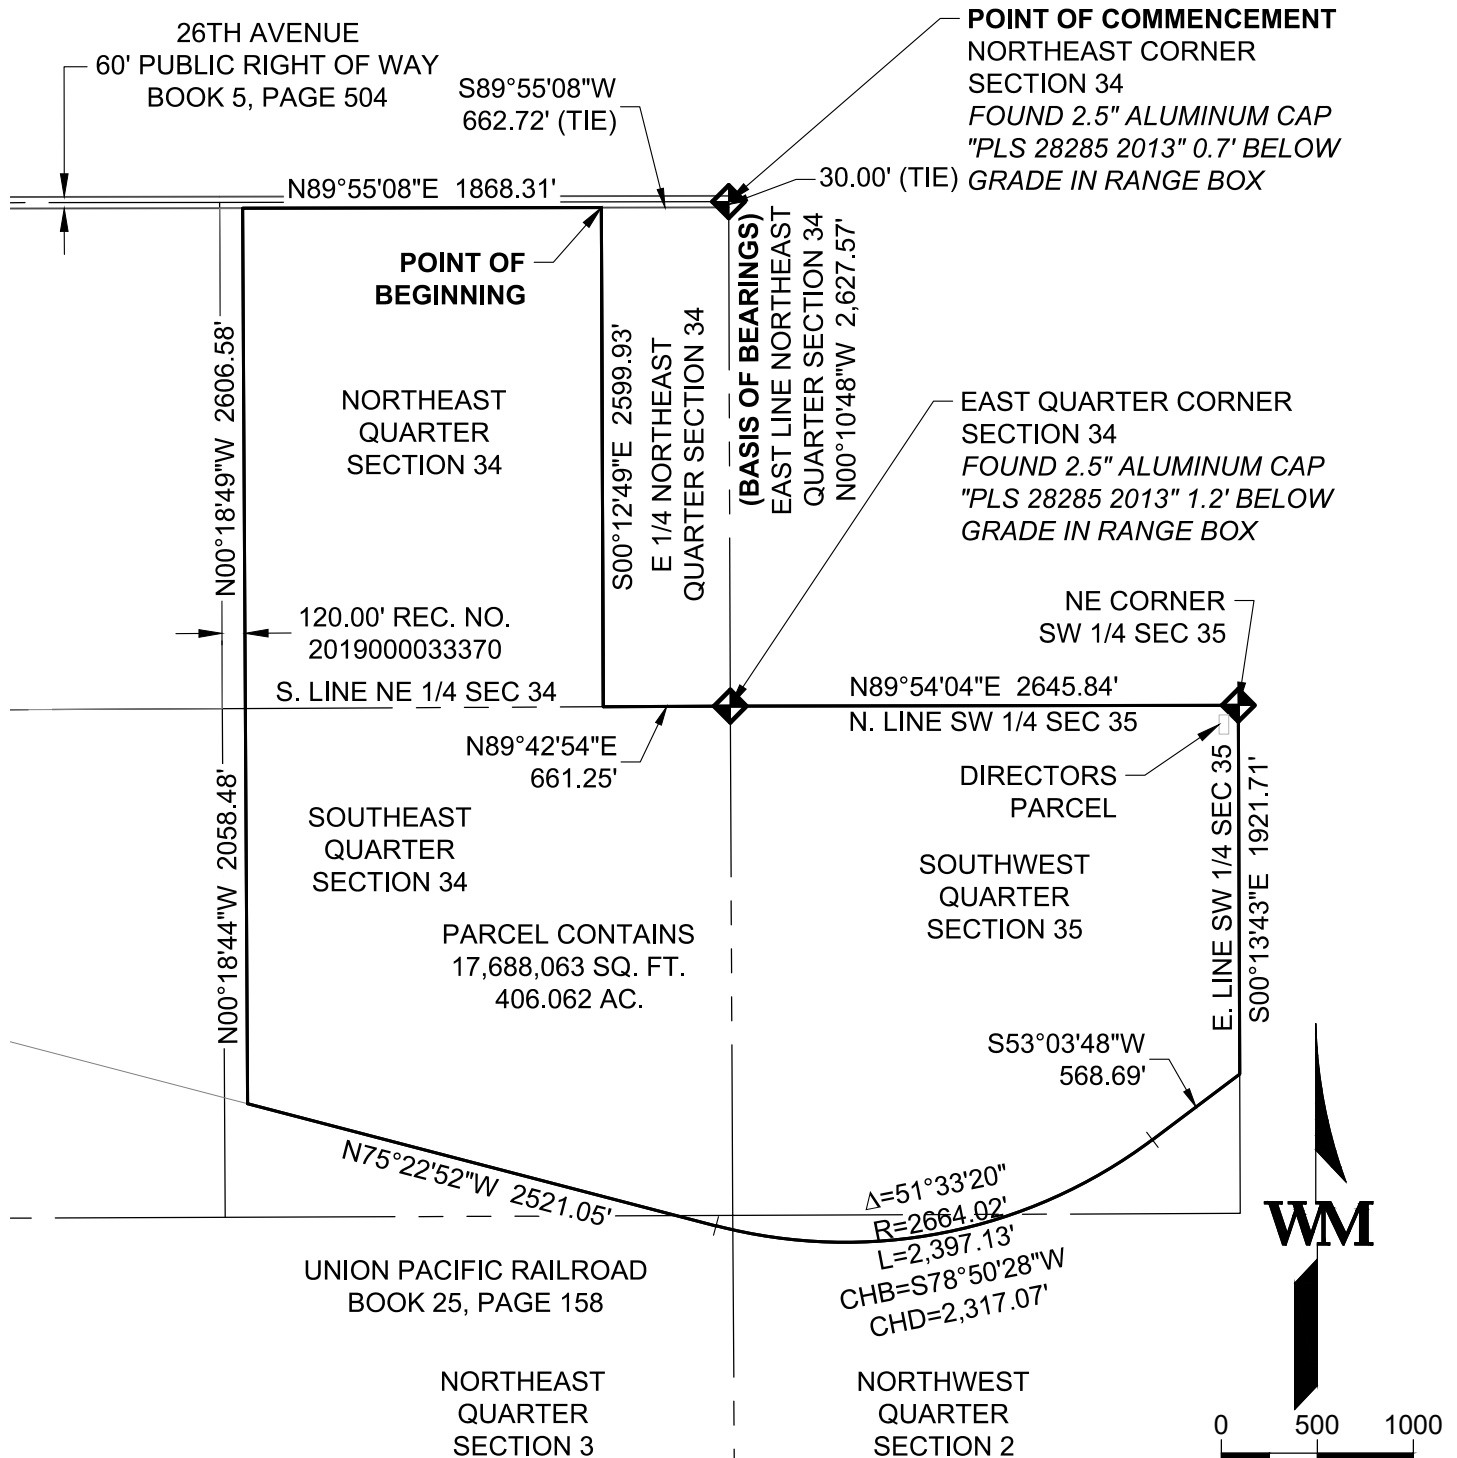 26TH AVENUE
60' PUBLIC RIGHT OF WAY
BOOK 5, PAGE 504
S89°55'08"W
662.72' (TIE)
POINT OF COMMENCEMENT
NORTHEAST CORNER
SECTION 34
FOUND 2.5" ALUMINUM CAP
"PLS 28285 2013" 0.7' BELOW
GRADE IN RANGE BOX
30.00' (TIE)
N89°55'08"E 1868.31'
POINT OF
BEGINNING
N00°18'49"W 2606.58'
NORTHEAST
QUARTER
SECTION 34
S00°12'49"E 2599.93'
E 1/4 NORTHEAST
QUARTER SECTION 34
(BASIS OF BEARINGS)
EAST LINE NORTHEAST
QUARTER SECTION 34
N00°10'48"W 2,627.57'
EAST QUARTER CORNER
SECTION 34
FOUND 2.5" ALUMINUM CAP
"PLS 28285 2013" 1.2' BELOW
GRADE IN RANGE BOX
120.00' REC. NO.
2019000033370
S. LINE NE 1/4 SEC 34
NE CORNER
SW 1/4 SEC 35
N89°54'04"E 2645.84'
N. LINE SW 1/4 SEC 35
N89°42'54"E
661.25'
DIRECTORS
PARCEL
N00°18'44"W 2058.48'
SOUTHEAST
QUARTER
SECTION 34
SOUTHWEST
QUARTER
SECTION 35
E. LINE SW 1/4 SEC 35
S00°13'43"E 1921.71'
PARCEL CONTAINS
17,688,063 SQ. FT.
406.062 AC.
S53°03'48"W
568.69'
N75°22'52"W 2521.05'
Δ=51°33'20"
R=2664.02'
L=2,397.13'
CHB=S78°50'28"W
CHD=2,317.07'
WM
UNION PACIFIC RAILROAD
BOOK 25, PAGE 158
NORTHEAST
QUARTER
SECTION 3
NORTHWEST
QUARTER
SECTION 2
0 500 1000